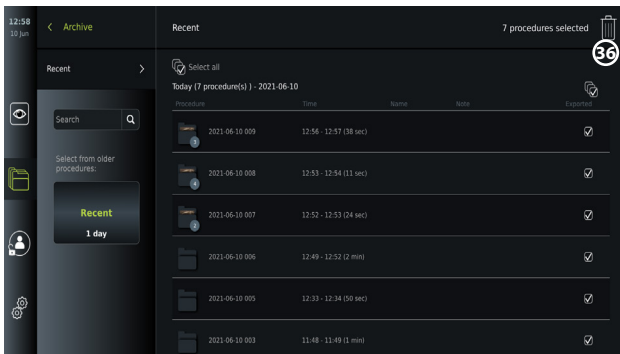 12:58
10 Jun
Archive
Recent
7 procedures selected
36
Recent
Select all
Today (7 procedure(s) ) - 2021-06-10
Procedure Time Name Note Exported
Search
3 2021-06-10 009 12:56 - 12:57 (38 sec)
Select from older
procedures:
4 2021-06-10 008 12:53 - 12:54 (11 sec)
Recent
1 day
2 2021-06-10 007 12:52 - 12:53 (24 sec)
2021-06-10 006 12:49 - 12:52 (2 min)
2021-06-10 005 12:33 - 12:34 (50 sec)
2021-06-10 003 11:48 - 11:49 (1 min)